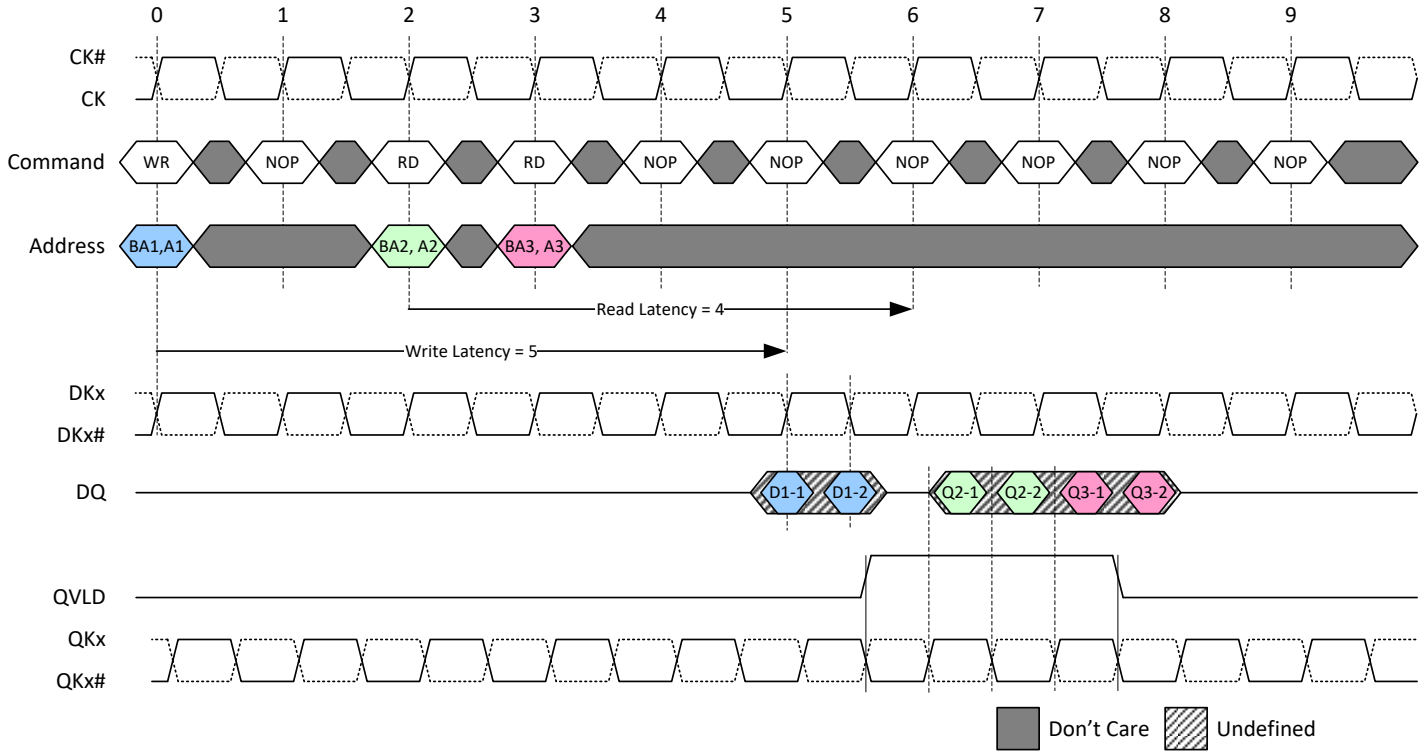 0 1 2 3 4 5 6 7 8 9
CK#
CK
Command WR NOP RD RD NOP NOP NOP NOP NOP NOP
Address BA1,A1 BA2, A2 BA3, A3
Read Latency = 4
Write Latency = 5
DKx
DKx#
DQ D1-1 D1-2 Q2-1 Q2-2 Q3-1 Q3-2
QVLD
QKx
QKx#
Don't Care Undefined